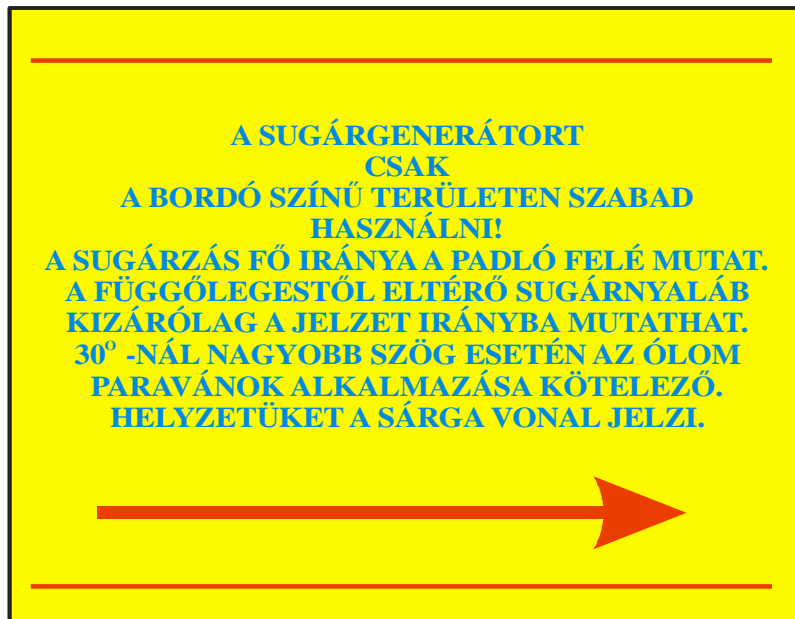 A SUGÁRGENERÁTORT
CSAK
A BORDÓ SZÍNŰ TERÜLETEN SZABAD
HASZNÁLNI!
A SUGÁRZÁS FŐ IRÁNYA A PADLÓ FELÉ MUTAT.
A FÜGGŐLEGESTŐL ELTÉRŐ SUGÁRNYALÁB
KIZÁRÓLAG A JELZET IRÁNYBA MUTATHAT.
30° -NÁL NAGYOBB SZÖG ESETÉN AZ ÓLOM
PARAVÁNOK ALKALMAZÁSA KÖTELEZŐ.
HELYZETÜKET A SÁRGA VONAL JELZI.